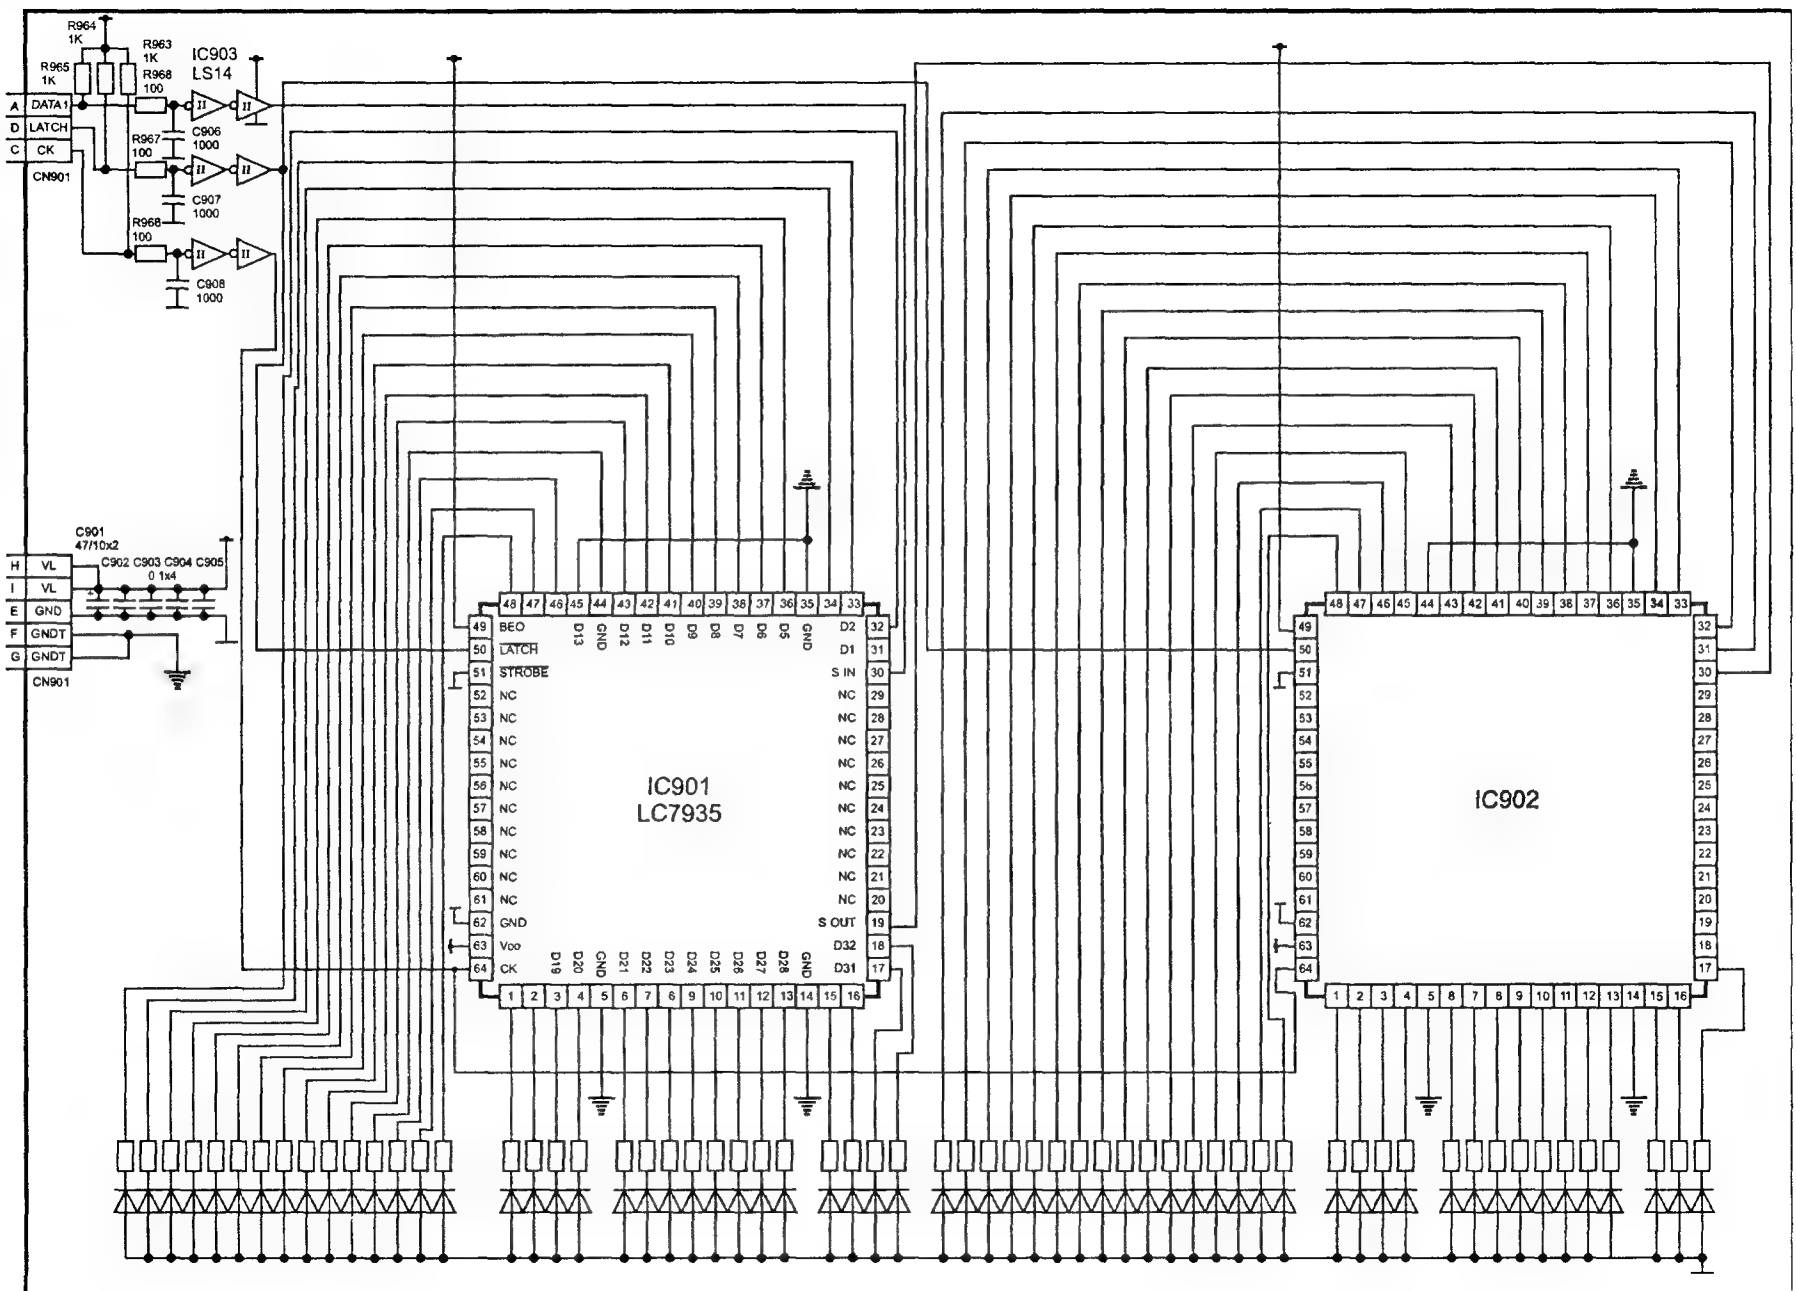 R964
1K
R963
1K
R965
1K
R968
100
IC903
LS14
A DATA1
D LATCH
C CK
CN901
R967
100
C906
1000
C907
1000
R968
100
C908
1000
II II
II II
II II
C901
47/10x2
C902 C903 C904 C905
0 1x4
H VL
I VL
E GND
F GNDT
G GNDT
CN901
48 47 46 45 44 43 42 41 40 39 38 37 36 35 34 33
D13 GND D12 D11 D10 D9 D8 D7 D6 D5 GND
49 BEO
50 LATCH
51 STROBE
52 NC
53 NC
54 NC
55 NC
56 NC
57 NC
58 NC
59 NC
60 NC
61 NC
62 GND
63 VDD
64 CK
D2 32
D1 31
S IN 30
NC 29
NC 28
NC 27
NC 26
NC 25
NC 24
NC 23
NC 22
NC 21
NC 20
S OUT 19
D32 18
D31 17
IC901
LC7935
D19 D20 GND D21 D22 D23 D24 D25 D26 D27 D28 GND
1 2 3 4 5 6 7 8 9 10 11 12 13 14 15 16
48 47 46 45 44 43 42 41 40 39 38 37 36 35 34 33
49
50
51
52
53
54
55
56
57
58
59
60
61
62
63
64
32
31
30
29
28
27
26
25
24
23
22
21
20
19
18
17
IC902
1 2 3 4 5 8 7 8 9 10 11 12 13 14 15 16